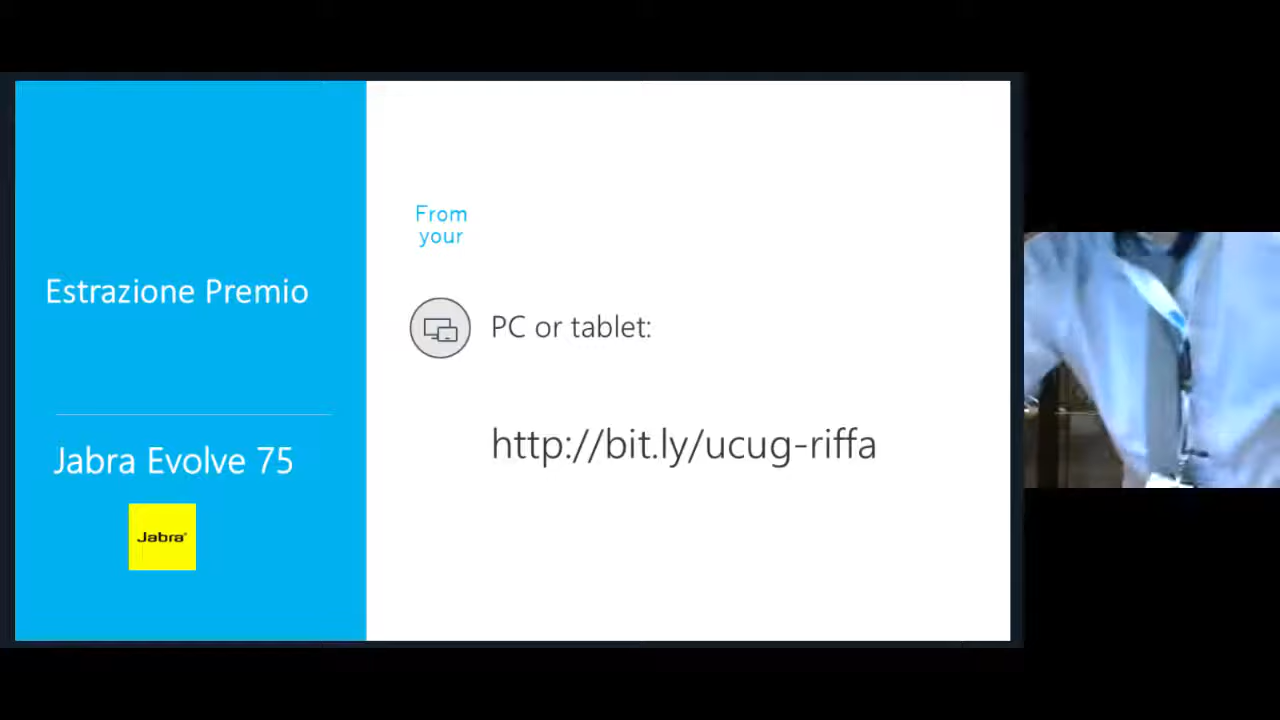 Estrazione Premio
Jabra Evolve 75
Jabra®
From
your
PC or tablet:
http://bit.ly/ucug-riffa